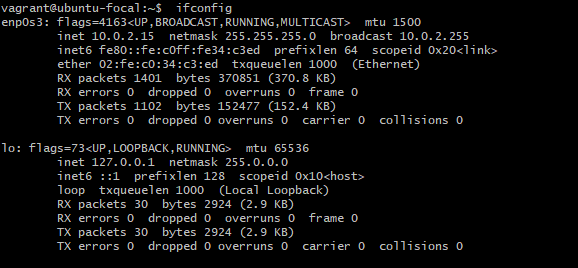 vagrant@ubuntu-focal:~$ ifconfig
enp0s3: flags=4163<UP,BROADCAST,RUNNING,MULTICAST>  mtu 1500
        inet 10.0.2.15  netmask 255.255.255.0  broadcast 10.0.2.255
        inet6 fe80::fe:c0ff:fe34:c3ed  prefixlen 64  scopeid 0x20<link>
        ether 02:fe:c0:34:c3:ed  txqueuelen 1000  (Ethernet)
        RX packets 1401  bytes 370851 (370.8 KB)
        RX errors 0  dropped 0  overruns 0  frame 0
        TX packets 1102  bytes 152477 (152.4 KB)
        TX errors 0  dropped 0 overruns 0  carrier 0  collisions 0

lo: flags=73<UP,LOOPBACK,RUNNING>  mtu 65536
        inet 127.0.0.1  netmask 255.0.0.0
        inet6 ::1  prefixlen 128  scopeid 0x10<host>
        loop  txqueuelen 1000  (Local Loopback)
        RX packets 30  bytes 2924 (2.9 KB)
        RX errors 0  dropped 0  overruns 0  frame 0
        TX packets 30  bytes 2924 (2.9 KB)
        TX errors 0  dropped 0 overruns 0  carrier 0  collisions 0